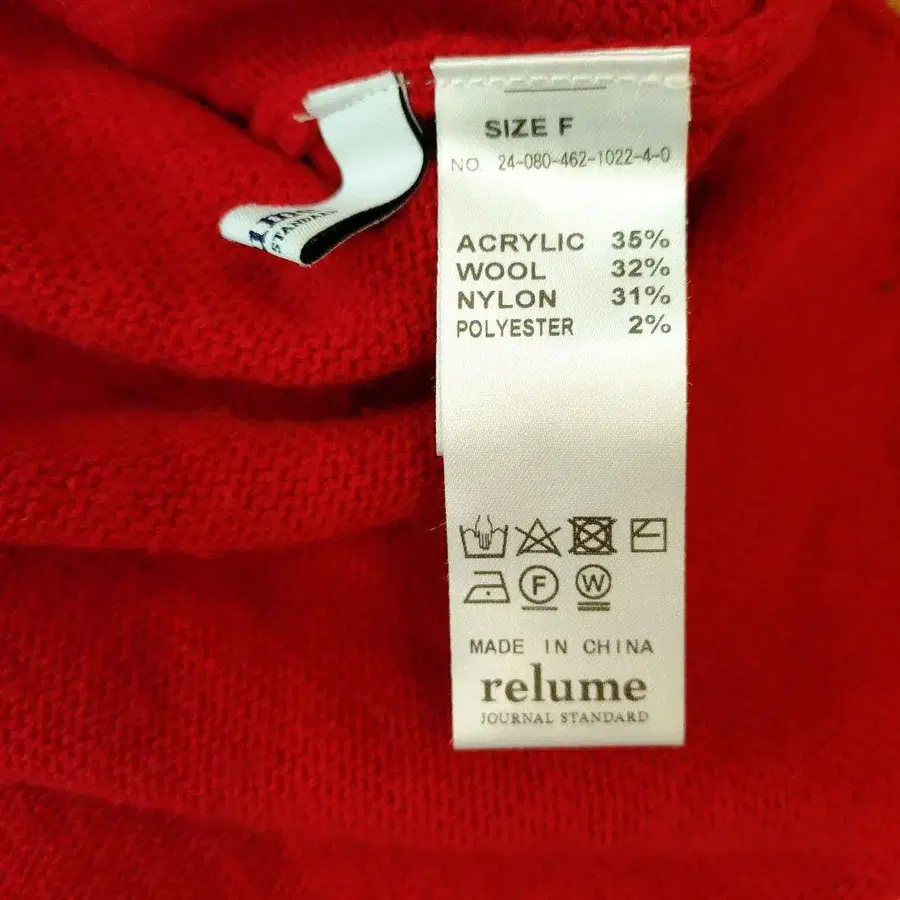 SIZE F
NO. 24-080-462-1022-4-0
ACRYLIC 35%
WOOL 32%
NYLON 31%
POLYESTER 2%
F W
MADE IN CHINA
relume
JOURNAL STANDARD